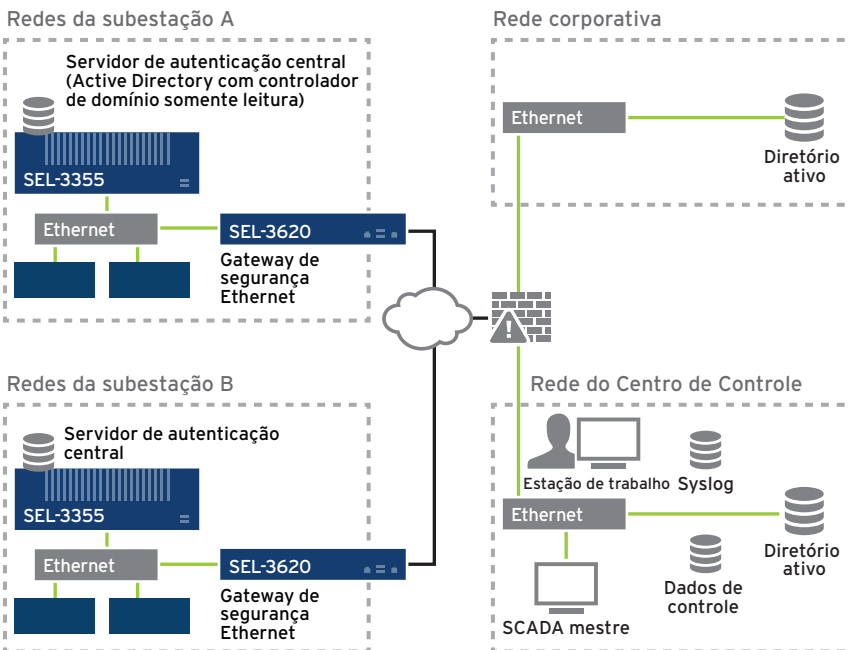 Redes da subestação A
Servidor de autenticação central
(Active Directory com controlador
de domínio somente leitura)
SEL-3355
Ethernet
SEL-3620
Gateway de
segurança
Ethernet
Rede corporativa
Ethernet
Diretório
ativo
!
Redes da subestação B
Servidor de autenticação
central
SEL-3355
Ethernet
SEL-3620
Gateway de
segurança
Ethernet
Rede do Centro de Controle
Estação de trabalho
Syslog
Ethernet
Diretório
ativo
Dados de
controle
SCADA mestre